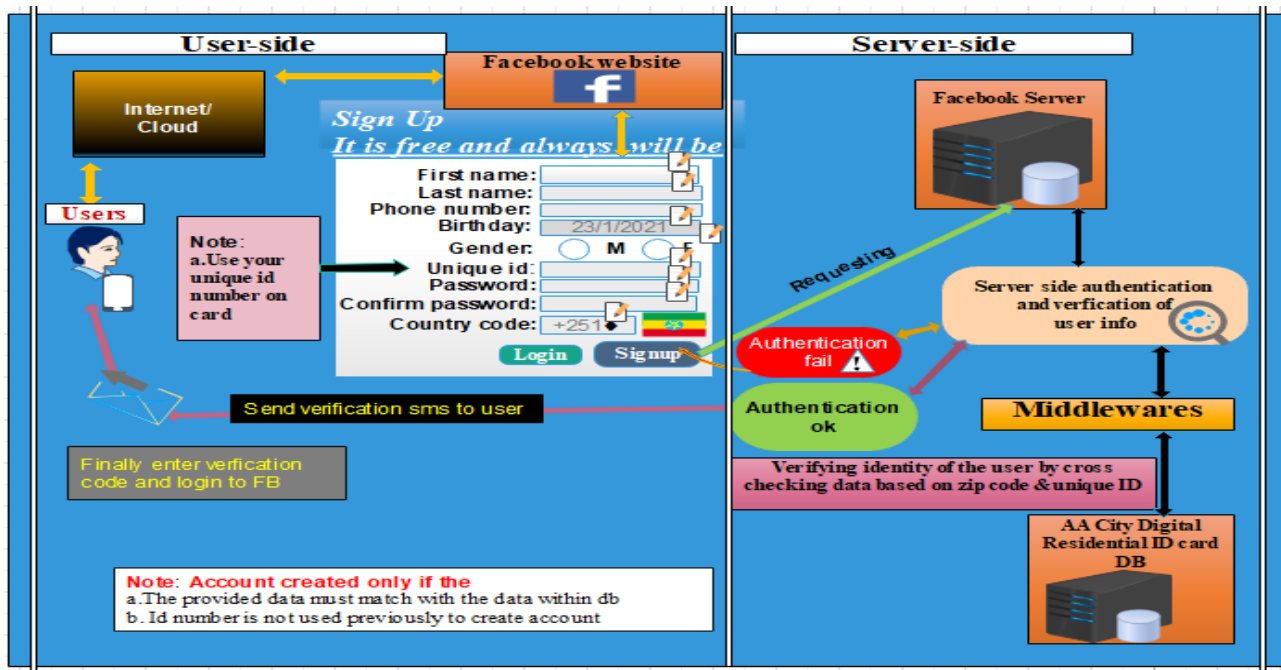 User-side
Server-side
Facebook website
f
Internet/
Cloud
Sign Up
It is free and always will be
First name:
Last name:
Phone number:
Birthday: 23/1/2021
Gender: M F
Unique id:
Password:
Confirm password:
Country code: +251
Login
Signup
Users
Note:
a.Use your
unique id
number on
card
Facebook Server
Requesting
Server side authentication
and verfication of
user info
Authentication
fail
!
Authentication
ok
Send verification sms to user
Middlewares
Finally enter verfication
code and login to FB
Verifying identity of the user by cross
checking data based on zip code &unique ID
AA City Digital
Residential ID card
DB
Note: Account created only if the
a.The provided data must match with the data within db
b. Id number is not used previously to create account